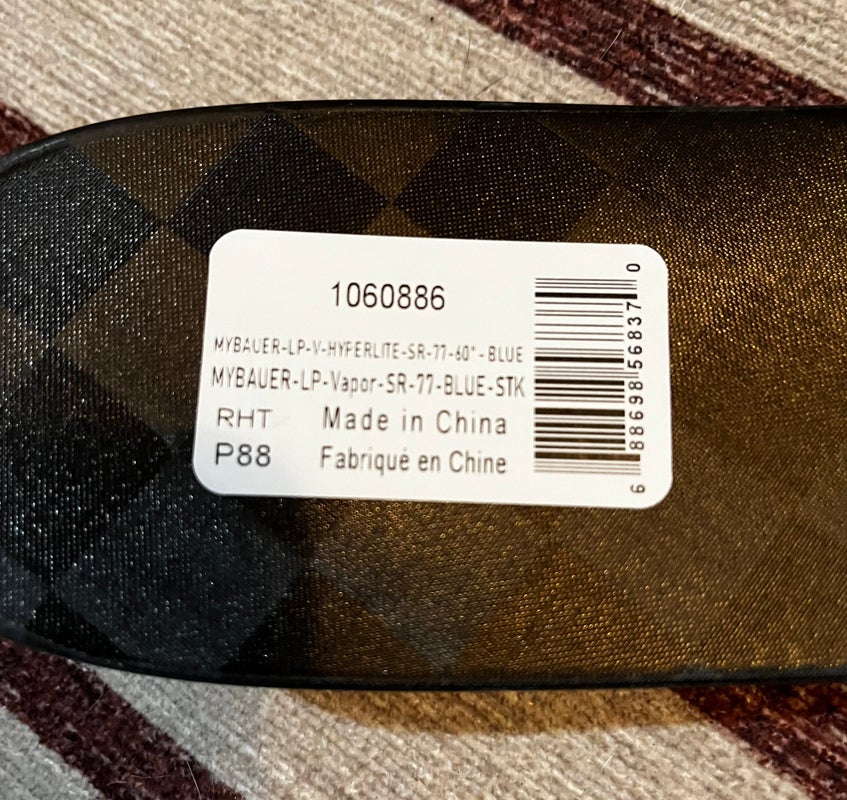 1060886
MYBAUER-LP-V-HYPERLITE-SR-77-60"-BLUE
MYBAUER-LP-Vapor-SR-77-BLUE-STK
RHT Made in China
P88 Fabriqué en Chine
6 88698 56837 0